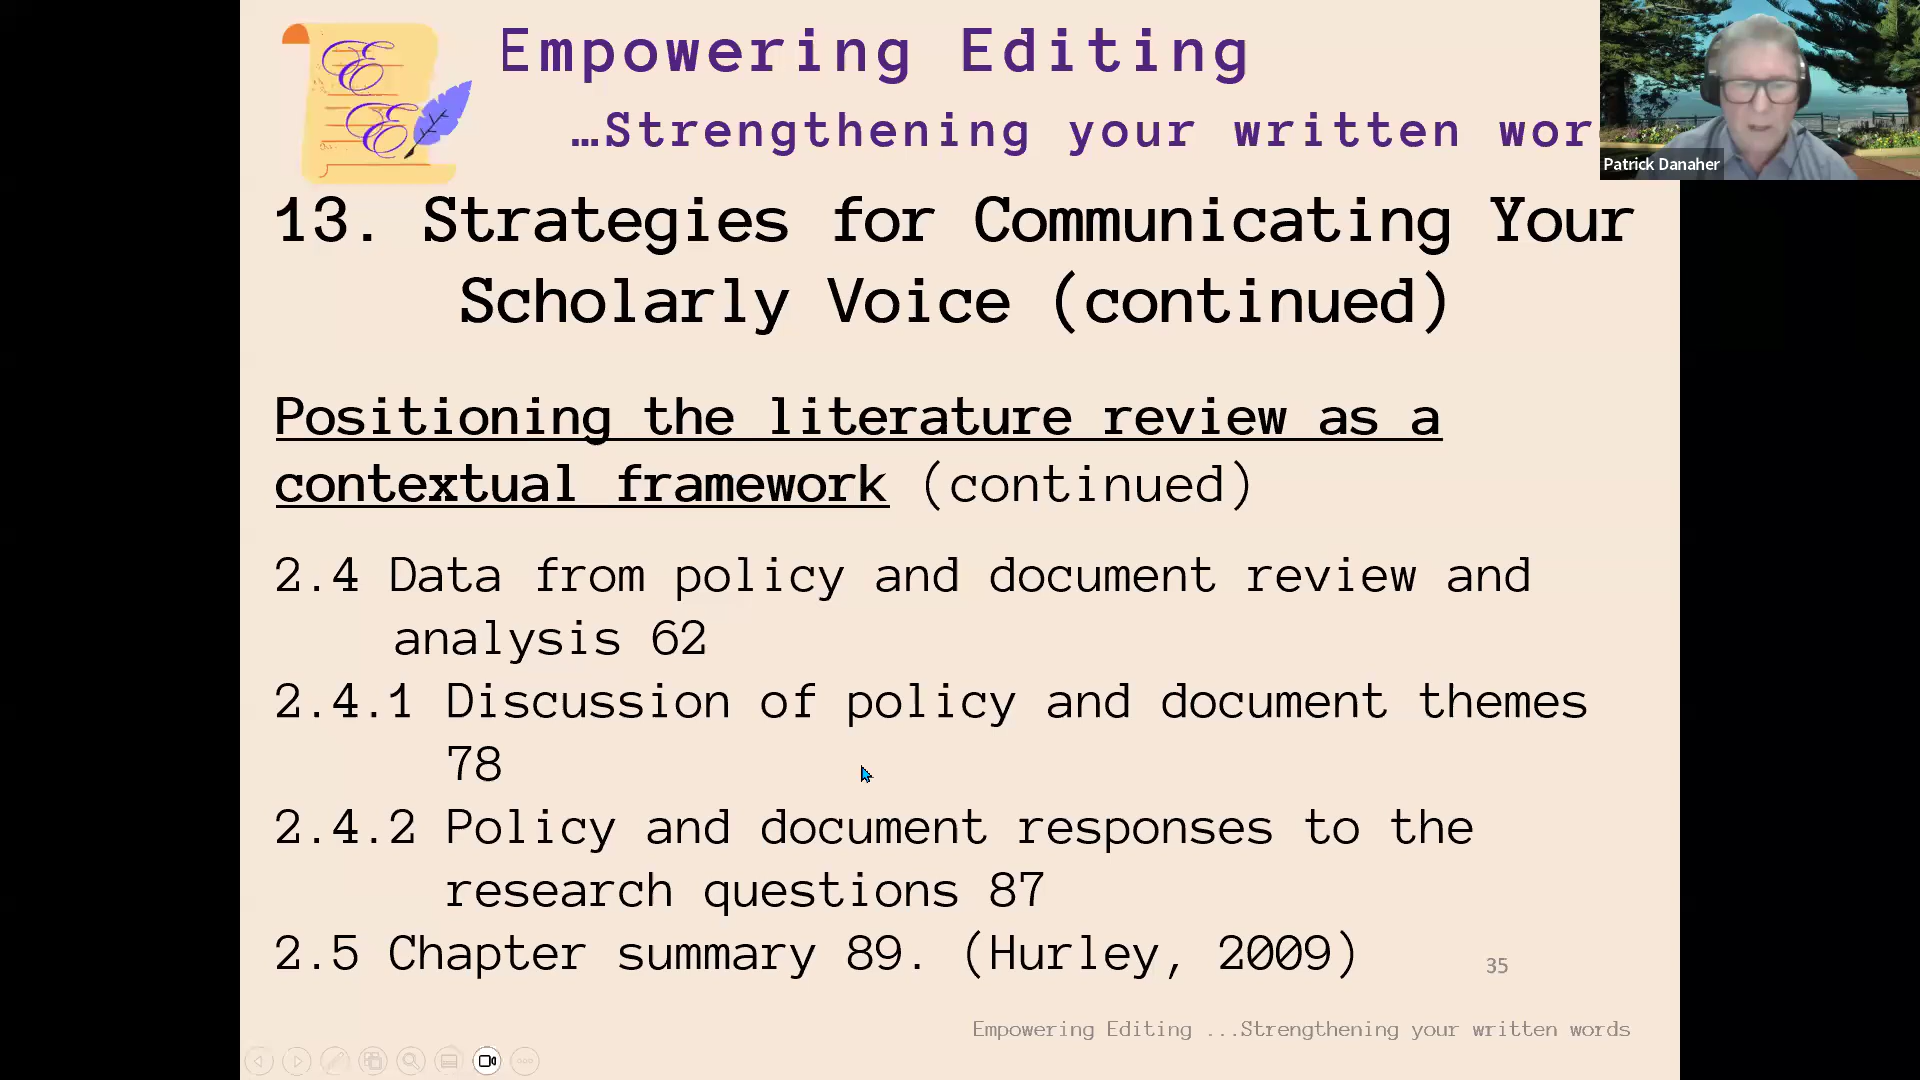 E
E
Empowering Editing
…Strengthening your written wor
Patrick Danaher
13. Strategies for Communicating Your
Scholarly Voice (continued)
Positioning the literature review as a
contextual framework (continued)
2.4 Data from policy and document review and
analysis 62
2.4.1 Discussion of policy and document themes
78
2.4.2 Policy and document responses to the
research questions 87
2.5 Chapter summary 89. (Hurley, 2009)
35
Empowering Editing ...Strengthening your written words